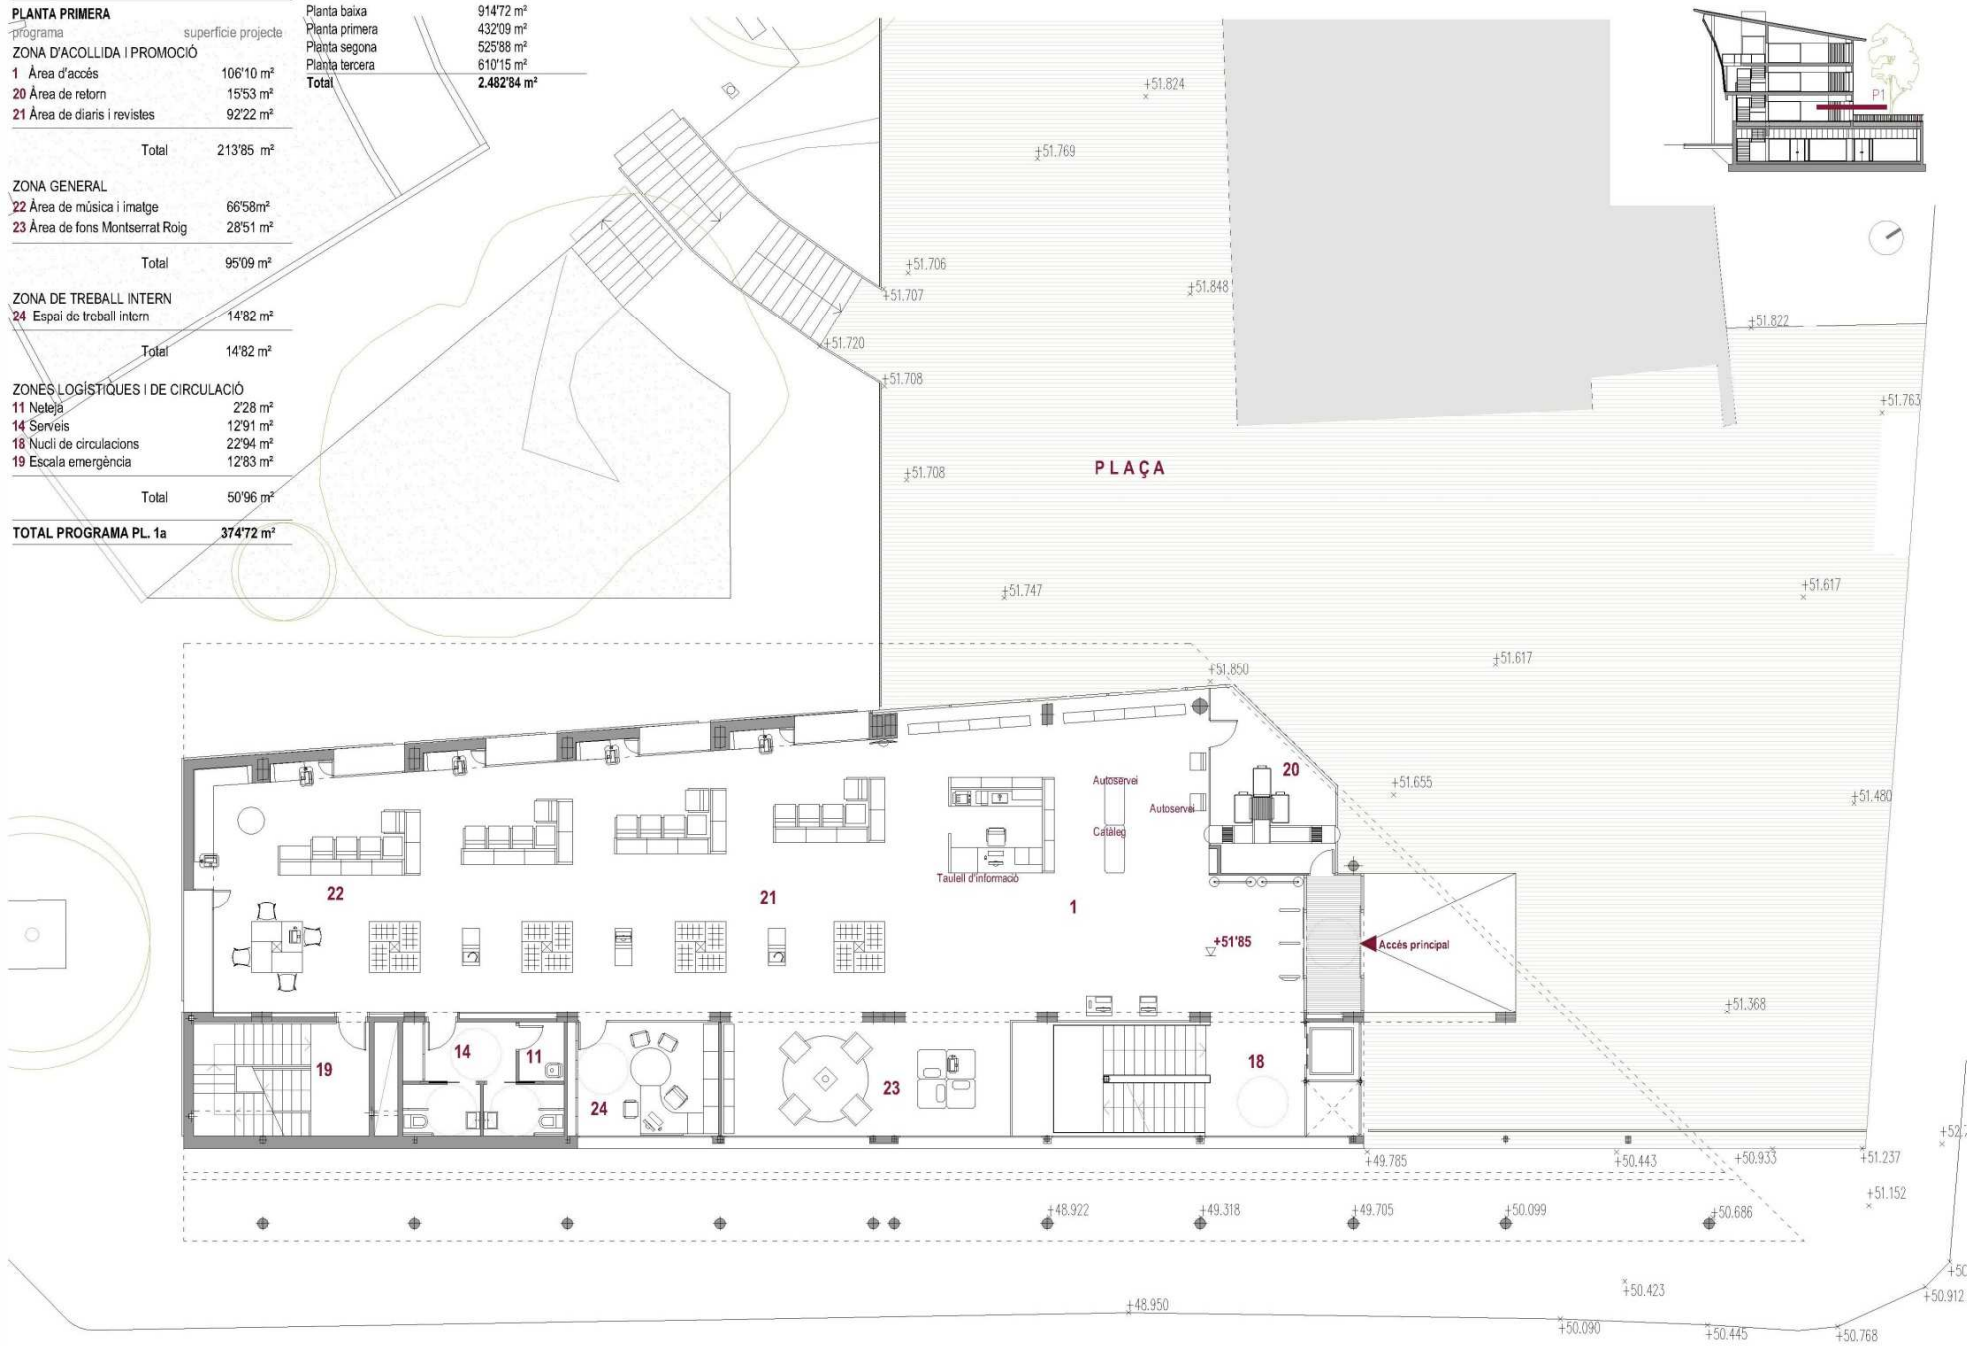 PLANTA PRIMERA
programa superfície projecte
ZONA D'ACOLLIDA I PROMOCIÓ
1 Àrea d'accés 106'10 m²
20 Àrea de retorn 15'53 m²
21 Àrea de diaris i revistes 92'22 m²
Total 213'85 m²
ZONA GENERAL
22 Àrea de música i imatge 66'58m²
23 Àrea de fons Montserrat Roig 28'51 m²
Total 95'09 m²
ZONA DE TREBALL INTERN
24 Espai de treball intern 14'82 m²
Total 14'82 m²
ZONES LOGÍSTIQUES I DE CIRCULACIÓ
11 Neteja 2'28 m²
14 Serveis 12'91 m²
18 Nucli de circulacions 22'94 m²
19 Escala emergència 12'83 m²
Total 50'96 m²
TOTAL PROGRAMA PL. 1a 374'72 m²
Planta baixa 914'72 m²
Planta primera 432'09 m²
Planta segona 525'88 m²
Planta tercera 610'15 m²
Total 2.482'84 m²
P1
+51.824
+51.769
+51.706
+51.707
+51.848
+51.822
+51.720
+51.708
+51.763
+51.708
PLAÇA
+51.747
+51.617
+51.617
+51.850
20
+51.655
+51.480
Autoservei
Autoservei
Catàleg
Taulell d'informació
22
21
1
+51'85
Accés principal
+51.368
19
14
11
24
23
18
+49.785
+50.443
+50.933
+51.237
+51.152
+48.922
+49.318
+49.705
+50.099
+50.686
+50.423
+50.912
+48.950
+50.090
+50.445
+50.768